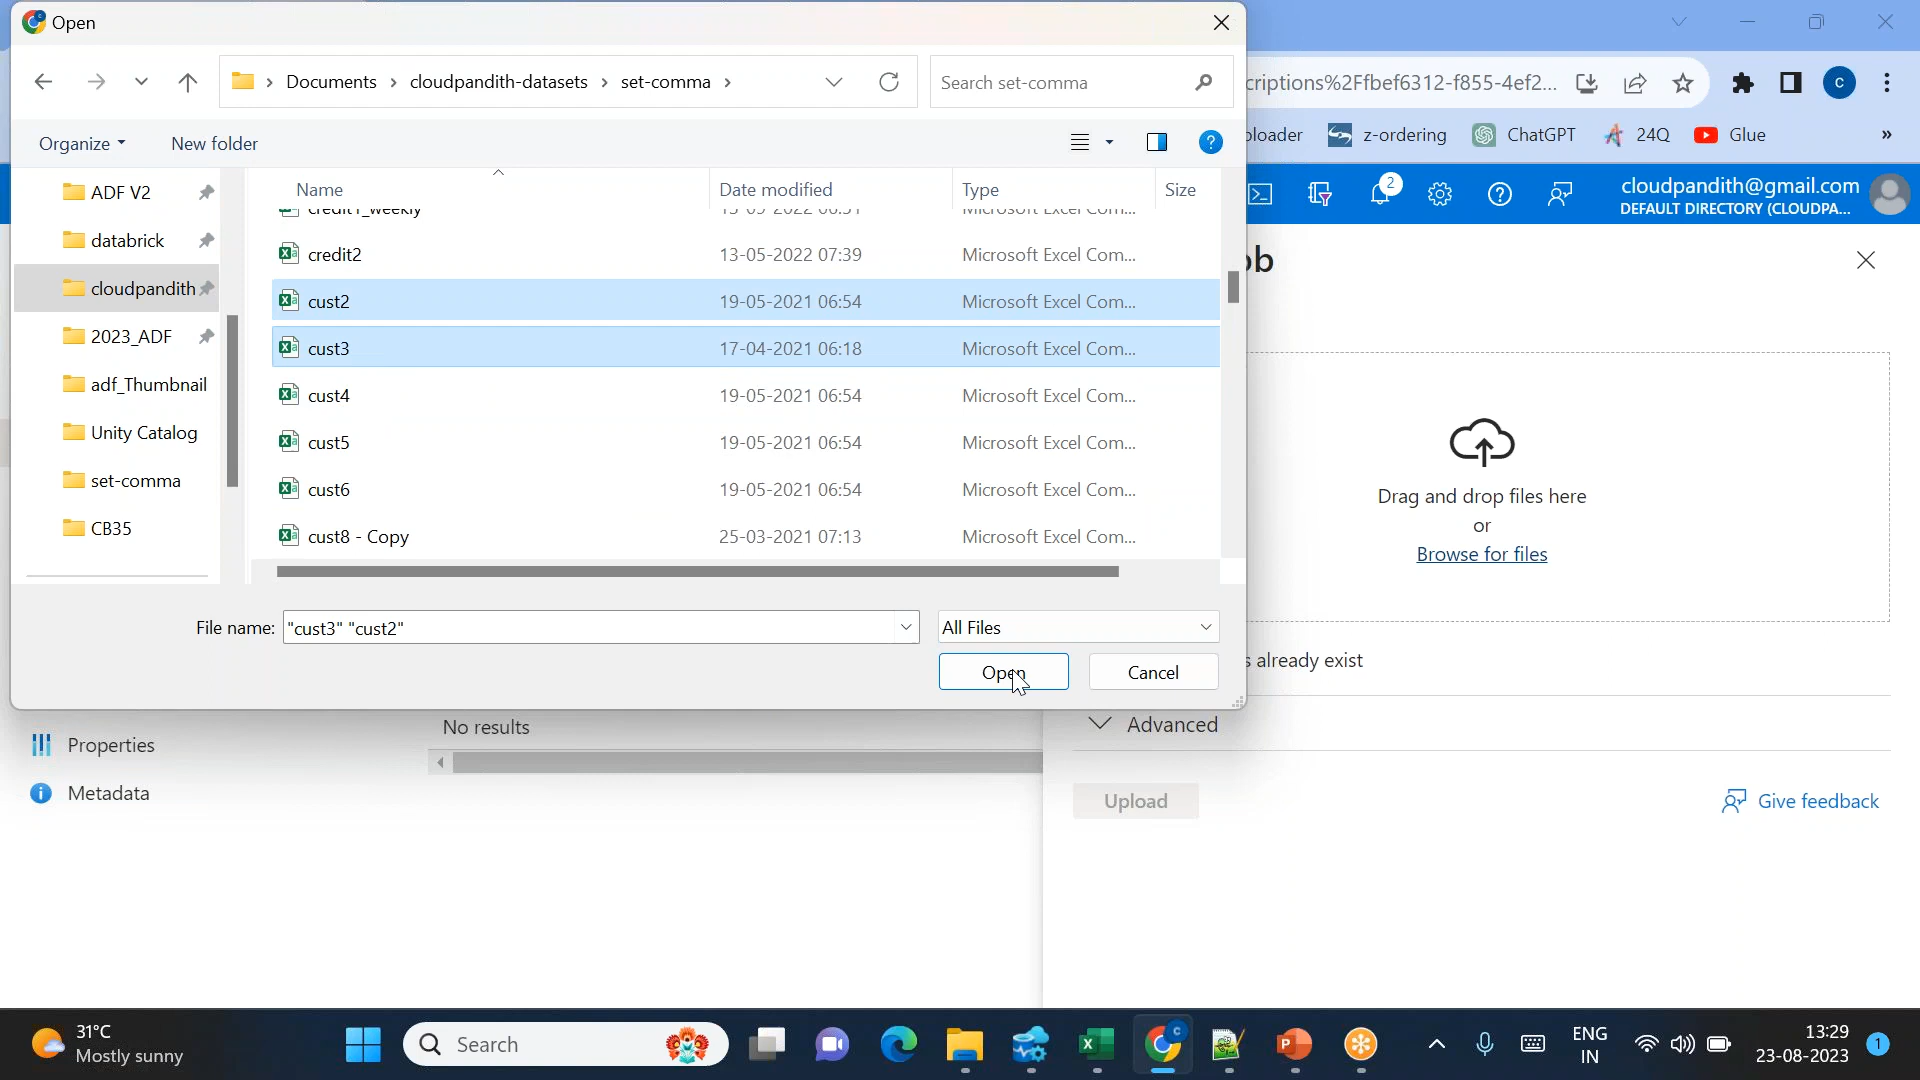 Open
Documents
cloudpandith-datasets
set-comma
Search set-comma
criptions%2Ffbef6312-f855-4ef2...
Organize
New folder
loader
z-ordering
ChatGPT
24Q
Glue
»
Name
Date modified
Type
Size
2
cloudpandith@gmail.com
DEFAULT DIRECTORY (CLOUDPA...
ADF V2
databrick
cloudpandith
2023_ADF
adf_Thumbnail
Unity Catalog
set-comma
CB35
credit1_weekly
credit2 13-05-2022 07:39 Microsoft Excel Com...
cust2 19-05-2021 06:54 Microsoft Excel Com...
cust3 17-04-2021 06:18 Microsoft Excel Com...
cust4 19-05-2021 06:54 Microsoft Excel Com...
cust5 19-05-2021 06:54 Microsoft Excel Com...
cust6 19-05-2021 06:54 Microsoft Excel Com...
cust8 - Copy 25-03-2021 07:13 Microsoft Excel Com...
File name: "cust3" "cust2"
All Files
Open
Cancel
ob
Drag and drop files here
or
Browse for files
already exist
Advanced
Upload
Give feedback
No results
Properties
Metadata
31°C
Mostly sunny
Search
ENG
IN
13:29
23-08-2023
1